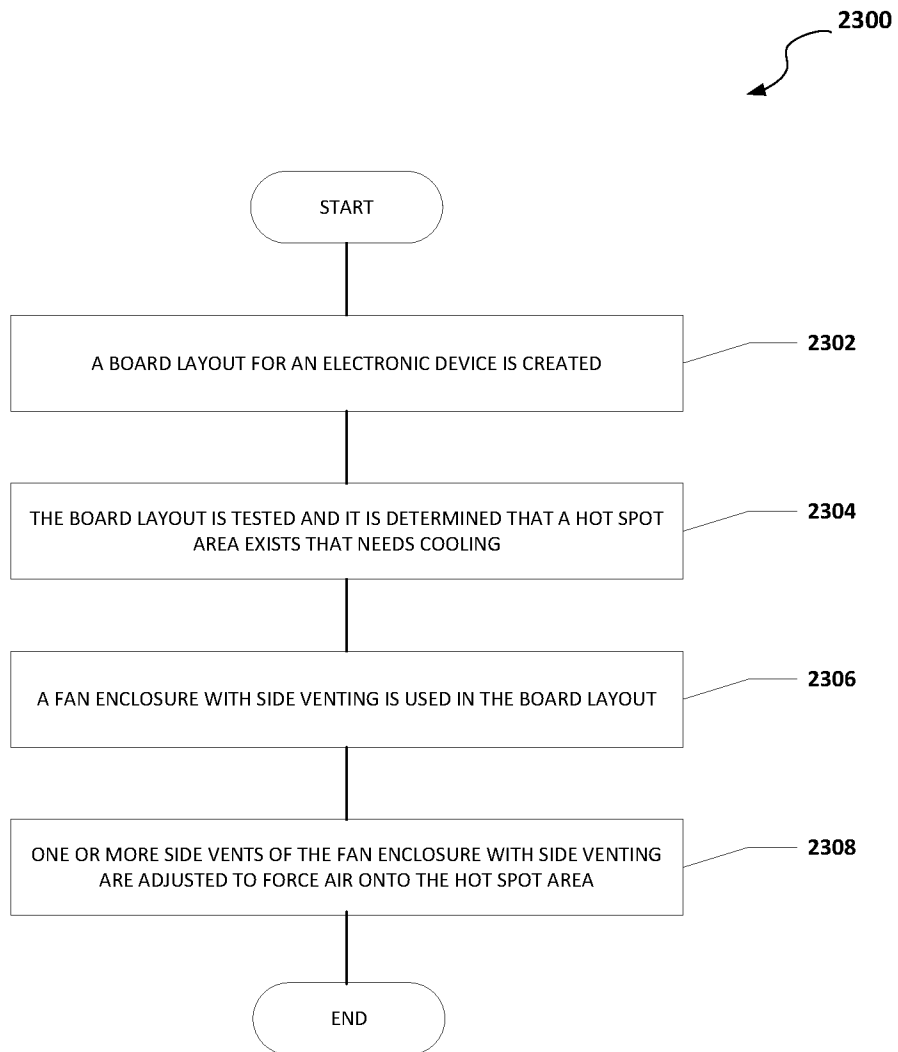 2300
START
A BOARD LAYOUT FOR AN ELECTRONIC DEVICE IS CREATED
2302
THE BOARD LAYOUT IS TESTED AND IT IS DETERMINED THAT A HOT SPOT
AREA EXISTS THAT NEEDS COOLING
2304
A FAN ENCLOSURE WITH SIDE VENTING IS USED IN THE BOARD LAYOUT
2306
ONE OR MORE SIDE VENTS OF THE FAN ENCLOSURE WITH SIDE VENTING
ARE ADJUSTED TO FORCE AIR ONTO THE HOT SPOT AREA
2308
END